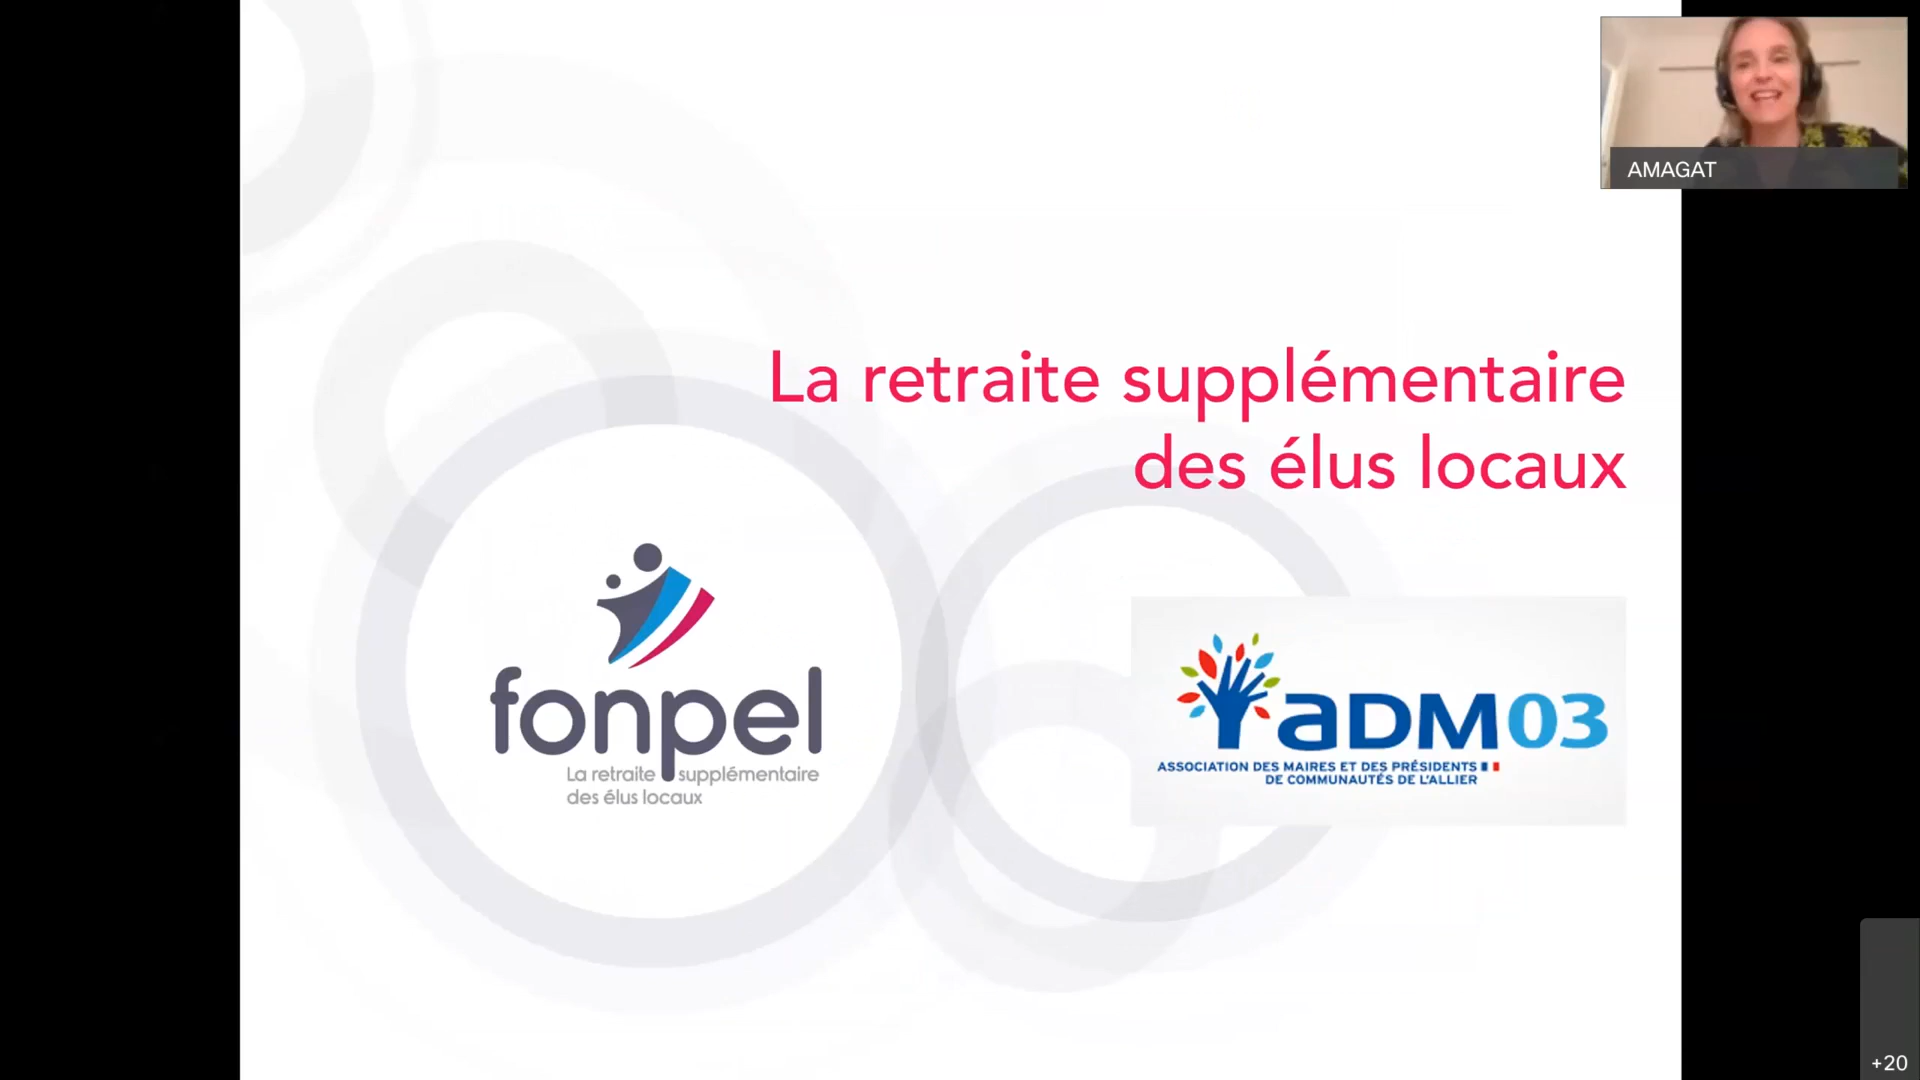 AMAGAT
La retraite supplémentaire
des élus locaux
fonpel
La retraite supplémentaire
des élus locaux
aDM03
ASSOCIATION DES MAIRES ET DES PRÉSIDENTS
DE COMMUNAUTÉS DE L'ALLIER
+20